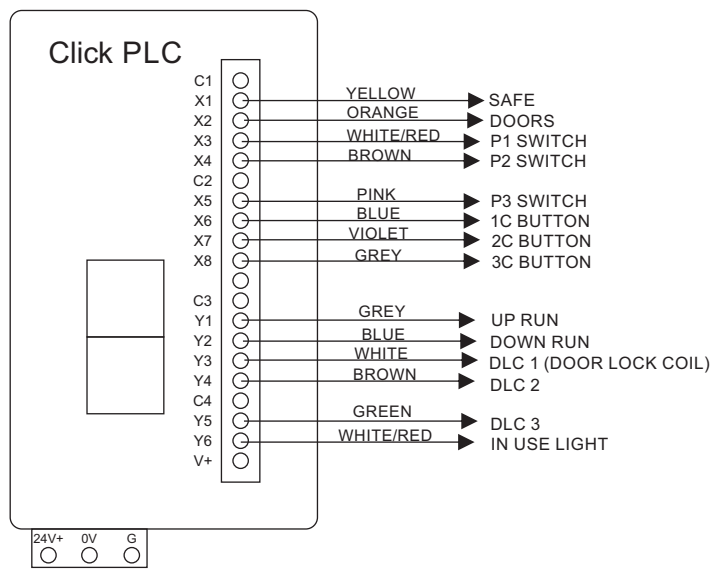 Click PLC
C1
X1 YELLOW SAFE
X2 ORANGE DOORS
X3 WHITE/RED P1 SWITCH
X4 BROWN P2 SWITCH
C2
X5 PINK P3 SWITCH
X6 BLUE 1C BUTTON
X7 VIOLET 2C BUTTON
X8 GREY 3C BUTTON
C3
Y1 GREY UP RUN
Y2 BLUE DOWN RUN
Y3 WHITE DLC 1 (DOOR LOCK COIL)
Y4 BROWN DLC 2
C4
Y5 GREEN DLC 3
Y6 WHITE/RED IN USE LIGHT
V+
24V+ 0V G